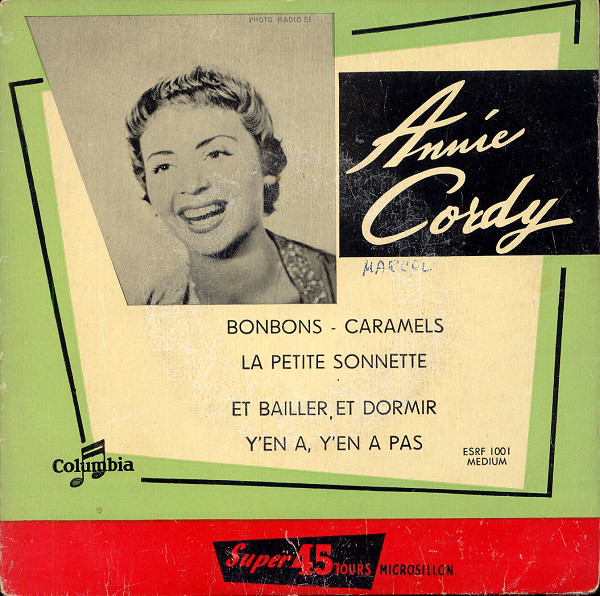 PHOTO RADIO 51
Annie
Cordy
BONBONS - CARAMELS
LA PETITE SONNETTE
ET BAILLER, ET DORMIR
Y'EN A, Y'EN A PAS
ESRF 1001
MEDIUM
Columbia
Super 45 TOURS MICROSILLON